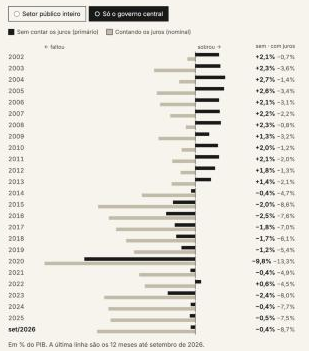 Setor público inteiro
Só o governo central
Sem contar os juros (primário)
Contando os juros (nominal)
← faltou
sobrou →
sem · com juros
2002 +2,1% −0,7%
2003 +2,3% −3,6%
2004 +2,7% −1,4%
2005 +2,6% −3,4%
2006 +2,1% −3,1%
2007 +2,2% −2,2%
2008 +2,3% −0,8%
2009 +1,3% −3,2%
2010 +2,0% −1,2%
2011 +2,1% −2,0%
2012 +1,8% −1,3%
2013 +1,4% −2,1%
2014 −0,4% −4,7%
2015 −2,0% −8,6%
2016 −2,5% −7,6%
2017 −1,8% −7,0%
2018 −1,7% −6,1%
2019 −1,2% −5,4%
2020 −9,8% −13,3%
2021 −0,4% −4,9%
2022 +0,6% −4,5%
2023 −2,4% −8,0%
2024 −0,4% −7,7%
2025 −0,5% −7,5%
set/2026 −0,4% −8,7%
Em % do PIB. A última linha são os 12 meses até setembro de 2026.